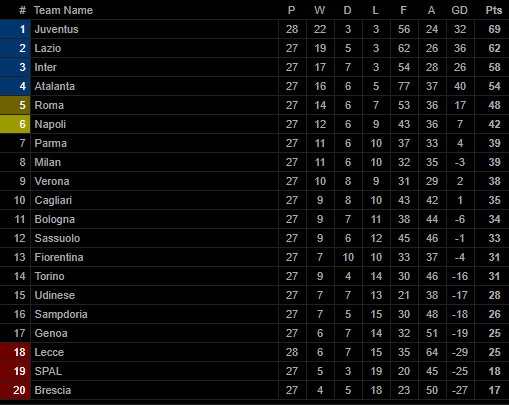 # Team Name P W D L F A GD Pts
1 Juventus 28 22 3 3 56 24 32 69
2 Lazio 27 19 5 3 62 26 36 62
3 Inter 27 17 7 3 54 28 26 58
4 Atalanta 27 16 6 5 77 37 40 54
5 Roma 27 14 6 7 53 36 17 48
6 Napoli 27 12 6 9 43 36 7 42
7 Parma 27 11 6 10 37 33 4 39
8 Milan 27 11 6 10 32 35 -3 39
9 Verona 27 10 8 9 31 29 2 38
10 Cagliari 27 9 8 10 43 42 1 35
11 Bologna 27 9 7 11 38 44 -6 34
12 Sassuolo 27 9 6 12 45 46 -1 33
13 Fiorentina 27 7 10 10 33 37 -4 31
14 Torino 27 9 4 14 30 46 -16 31
15 Udinese 27 7 7 13 21 38 -17 28
16 Sampdoria 27 7 5 15 30 48 -18 26
17 Genoa 27 6 7 14 32 51 -19 25
18 Lecce 28 6 7 15 35 64 -29 25
19 SPAL 27 5 3 19 20 45 -25 18
20 Brescia 27 4 5 18 23 50 -27 17